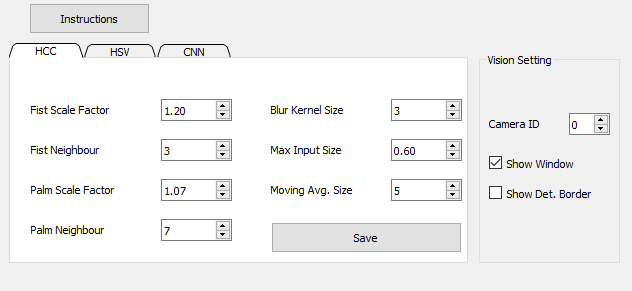 Instructions
HCC HSV CNN
Vision Setting
Fist Scale Factor 1.20 Blur Kernel Size 3
Camera ID 0
Fist Neighbour 3 Max Input Size 0.60
Show Window
Palm Scale Factor 1.07 Moving Avg. Size 5
Show Det. Border
Palm Neighbour 7 Save